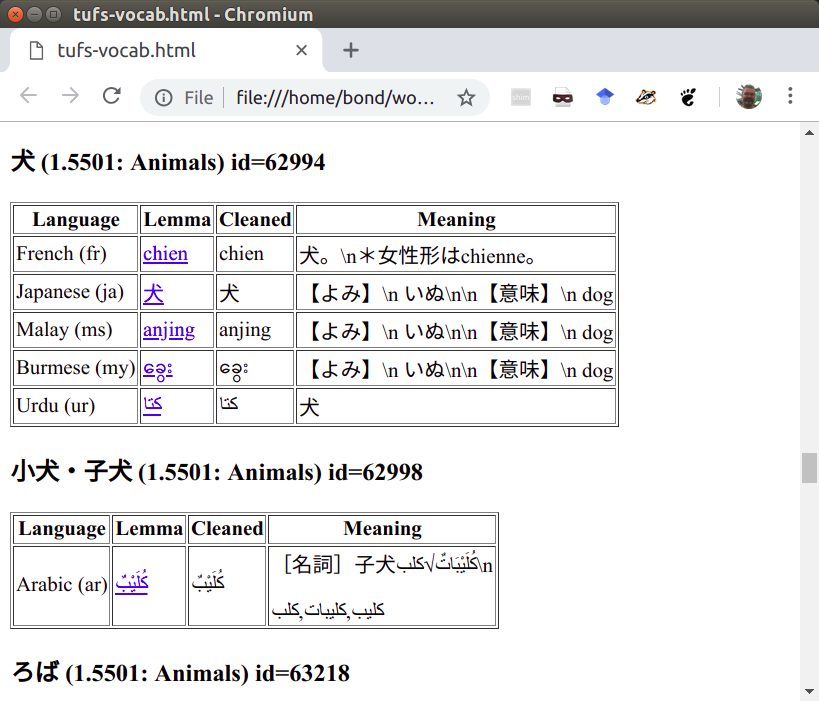 tufs-vocab.html - Chromium
tufs-vocab.html
File file:///home/bond/wo...
shim
犬 (1.5501: Animals) id=62994
Language Lemma Cleaned Meaning
French (fr) chien chien 犬。\n＊女性形はchienne。
Japanese (ja) 犬 犬 【よみ】\n いぬ\n\n【意味】\n dog
Malay (ms) anjing anjing 【よみ】\n いぬ\n\n【意味】\n dog
Burmese (my) ခွေး ခွေး 【よみ】\n いぬ\n\n【意味】\n dog
Urdu (ur) کتا کتا 犬
小犬・子犬 (1.5501: Animals) id=62998
Language Lemma Cleaned Meaning
Arabic (ar) كُلَيْبٌ كُلَيْبٌ ［名詞］子犬كُلَيْبَاتٌ√كلب\n
كليب,كليبات,كلب
ろば (1.5501: Animals) id=63218